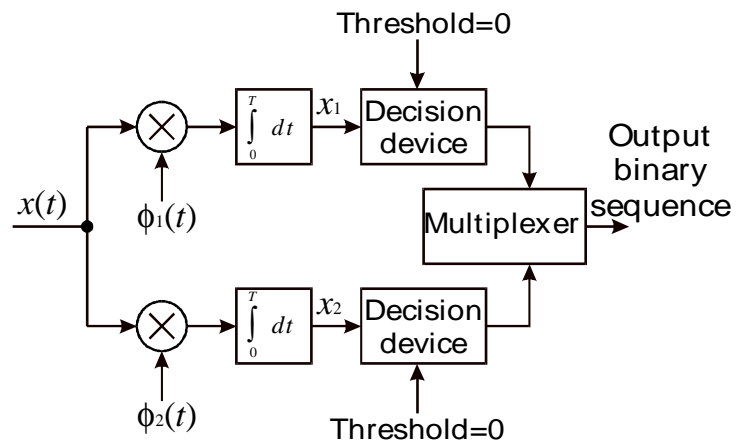 Threshold=0
T
∫ dt
0
x1
Decision
device
Output
binary
sequence
x(t)
ϕ1(t)
Multiplexer
T
∫ dt
0
x2
Decision
device
ϕ2(t)
Threshold=0